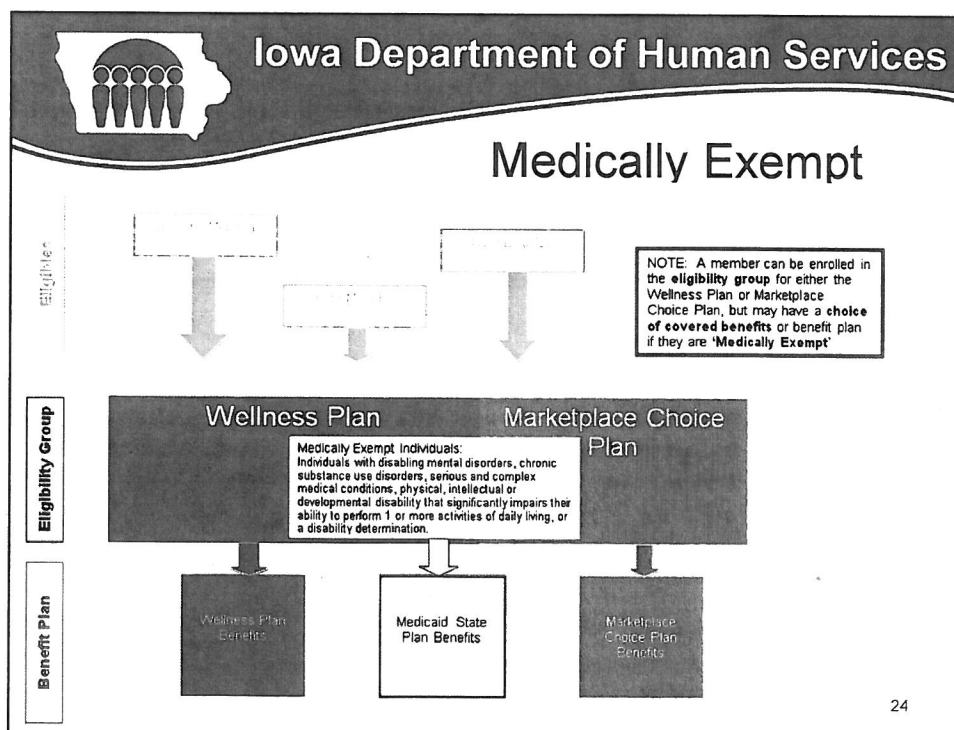 Iowa Department of Human Services
Medically Exempt
Eligibles
NOTE: A member can be enrolled in
the eligibility group for either the
Wellness Plan or Marketplace
Choice Plan, but may have a choice
of covered benefits or benefit plan
if they are ‘Medically Exempt’
Eligibility Group
Wellness Plan
Marketplace Choice
Plan
Medically Exempt Individuals:
Individuals with disabling mental disorders, chronic
substance use disorders, serious and complex
medical conditions, physical, intellectual or
developmental disability that significantly impairs their
ability to perform 1 or more activities of daily living, or
a disability determination.
Benefit Plan
Wellness Plan
Benefits
Medicaid State
Plan Benefits
Marketplace
Choice Plan
Benefits
24